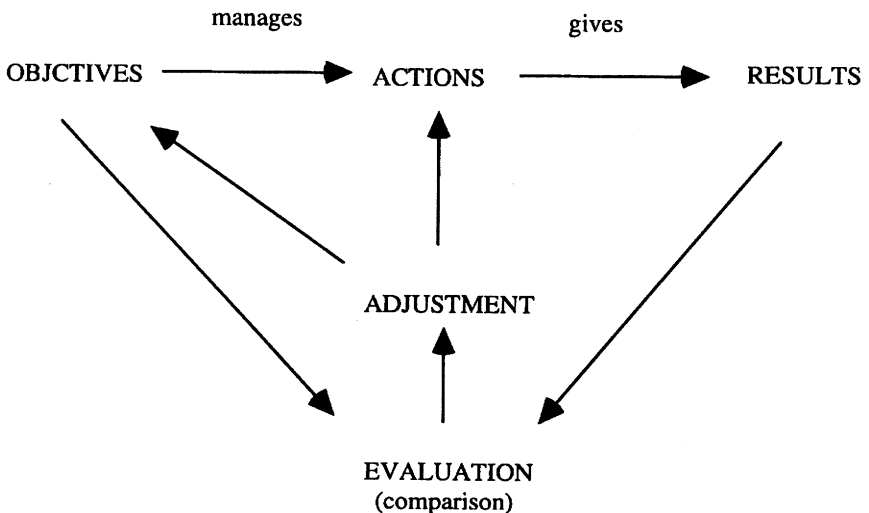 manages
gives
OBJCTIVES
ACTIONS
RESULTS
ADJUSTMENT
EVALUATION
(comparison)